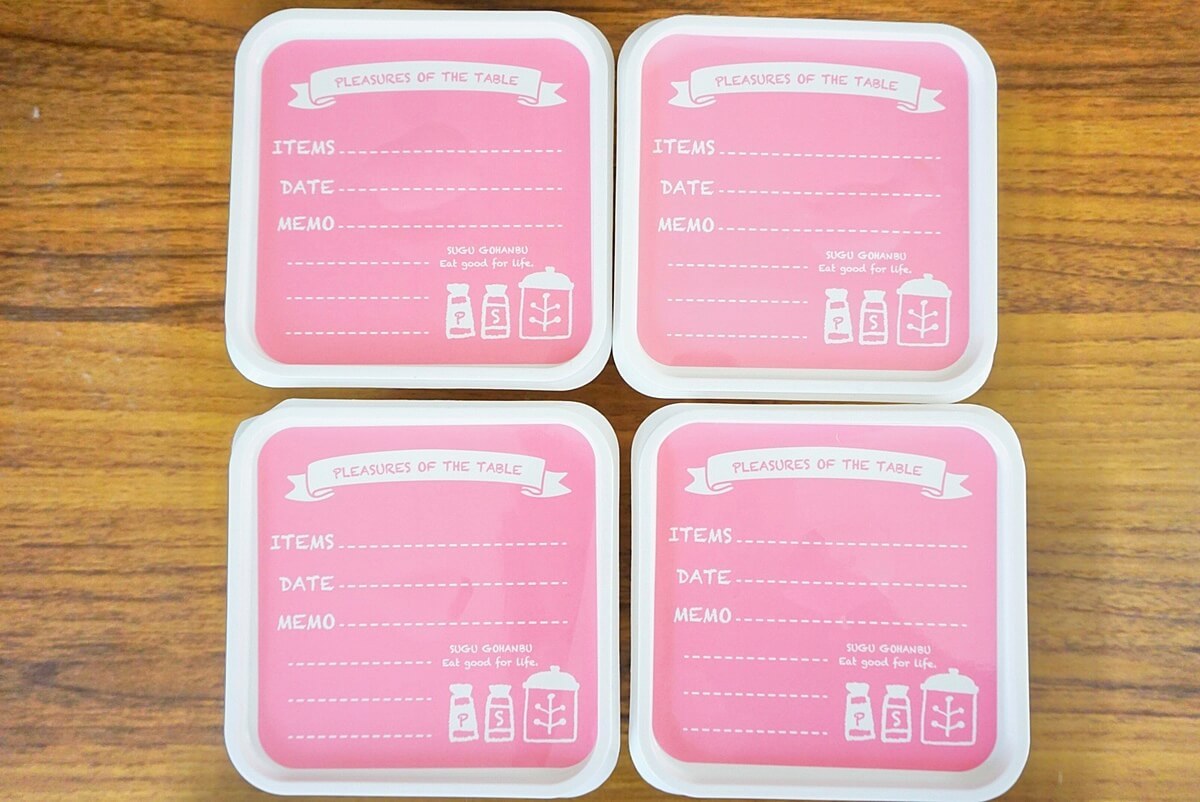 PLEASURES OF THE TABLE
ITEMS
DATE
MEMO
SUGU GOHANBU
Eat good for life.
P S
PLEASURES OF THE TABLE
ITEMS
DATE
MEMO
SUGU GOHANBU
Eat good for life.
P S
PLEASURES OF THE TABLE
ITEMS
DATE
MEMO
SUGU GOHANBU
Eat good for life.
P S
PLEASURES OF THE TABLE
ITEMS
DATE
MEMO
SUGU GOHANBU
Eat good for life.
P S